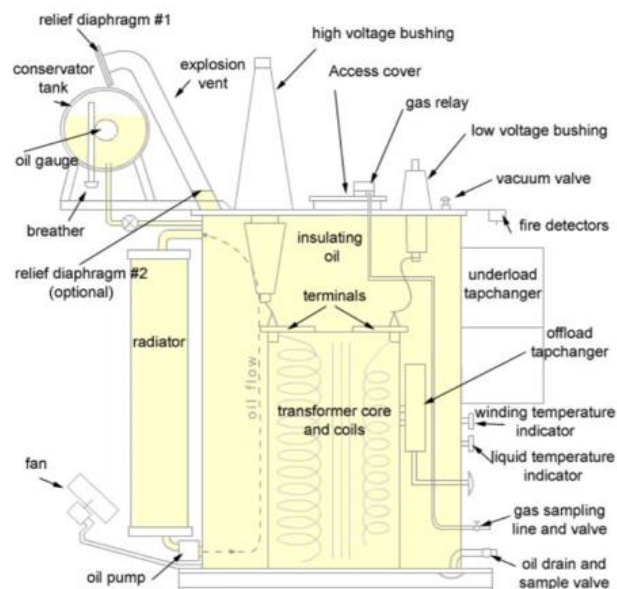 relief diaphragm #1
conservator
tank
explosion
vent
high voltage bushing
Access cover
gas relay
low voltage bushing
oil gauge
vacuum valve
breather
fire detectors
insulating
oil
relief diaphragm #2
(optional)
underload
tapchanger
terminals
radiator
offload
tapchanger
oil flow
transformer core
and coils
winding temperature
indicator
liquid temperature
indicator
fan
gas sampling
line and valve
oil pump
oil drain and
sample valve